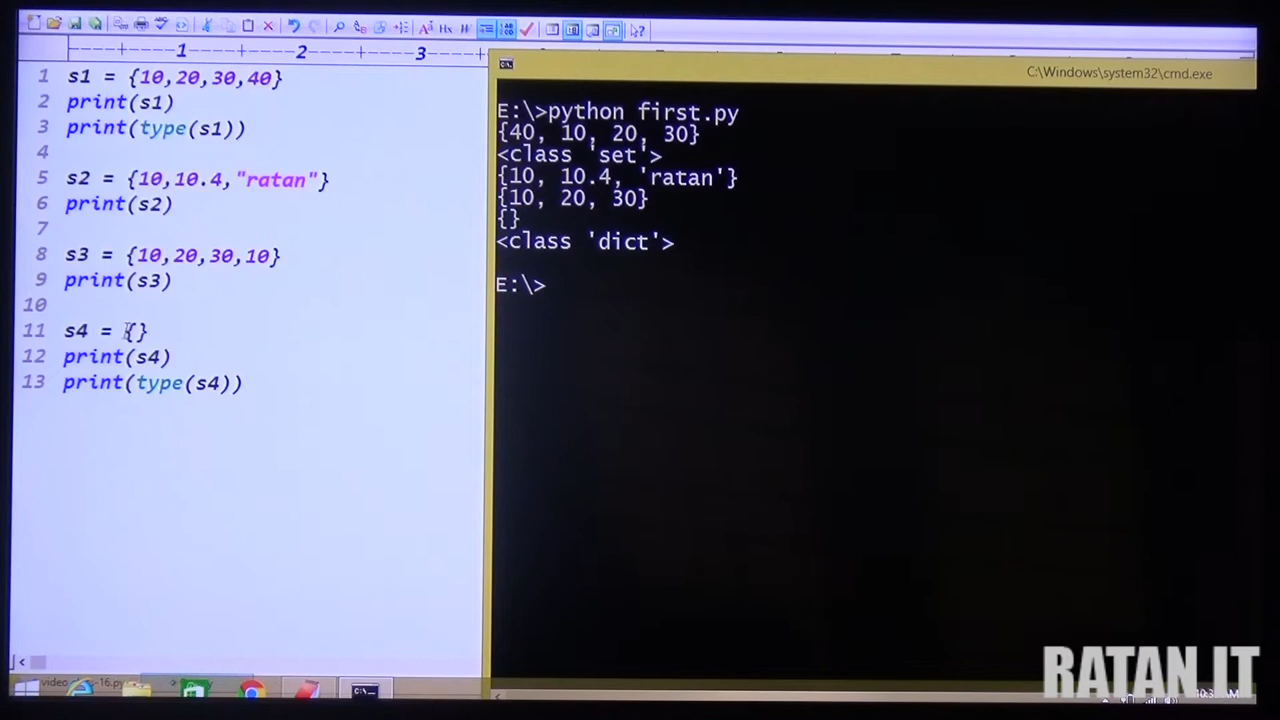 1 2 3
1 s1 = {10,20,30,40}
2 print(s1)
3 print(type(s1))
4
5 s2 = {10,10.4,"ratan"}
6 print(s2)
7
8 s3 = {10,20,30,10}
9 print(s3)
10
11 s4 = {}
12 print(s4)
13 print(type(s4))
C:\Windows\system32\cmd.exe
E:\>python first.py
{40, 10, 20, 30}
<class 'set'>
{10, 10.4, 'ratan'}
{10, 20, 30}
{}
<class 'dict'>
E:\>
RATAN.IT